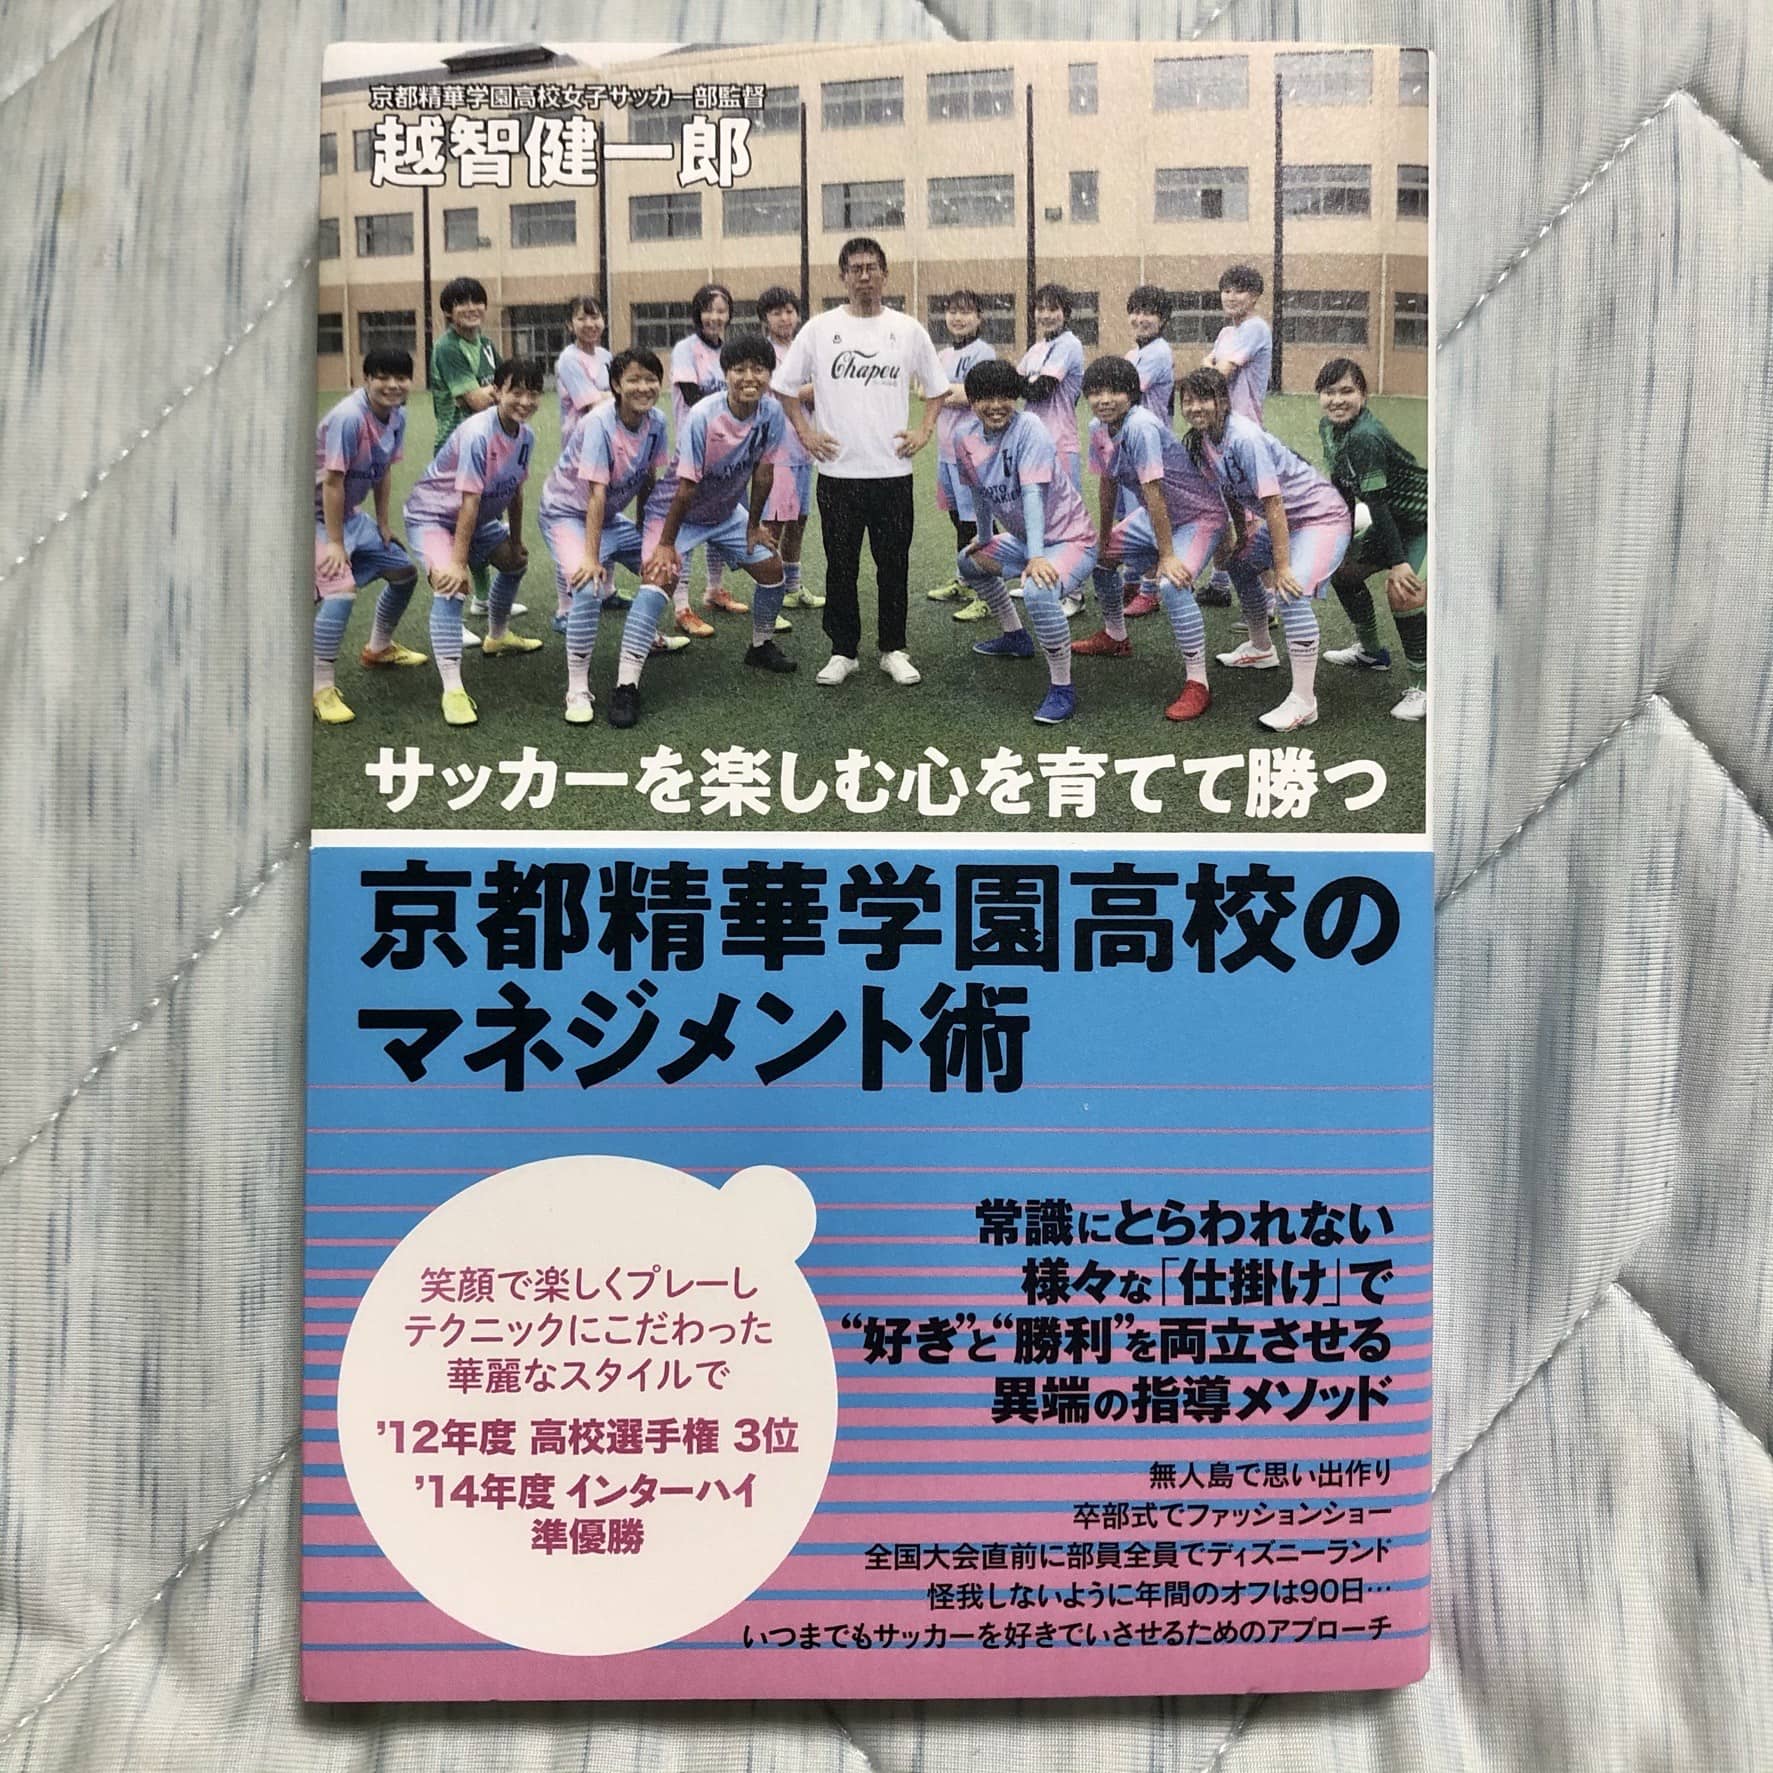 京都精華学園高校女子サッカー部監督
越智健一郎
Chapeu
サッカーを楽しむ心を育てて勝つ
京都精華学園高校の
マネジメント術
常識にとらわれない
様々な「仕掛け」で
“好き”と“勝利”を両立させる
異端の指導メソッド
笑顔で楽しくプレーし
テクニックにこだわった
華麗なスタイルで
’12年度 高校選手権 3位
’14年度 インターハイ
準優勝
無人島で思い出作り
卒部式でファッションショー
全国大会直前に部員全員でディズニーランド
怪我しないように年間のオフは90日…
いつまでもサッカーを好きでいさせるためのアプローチ